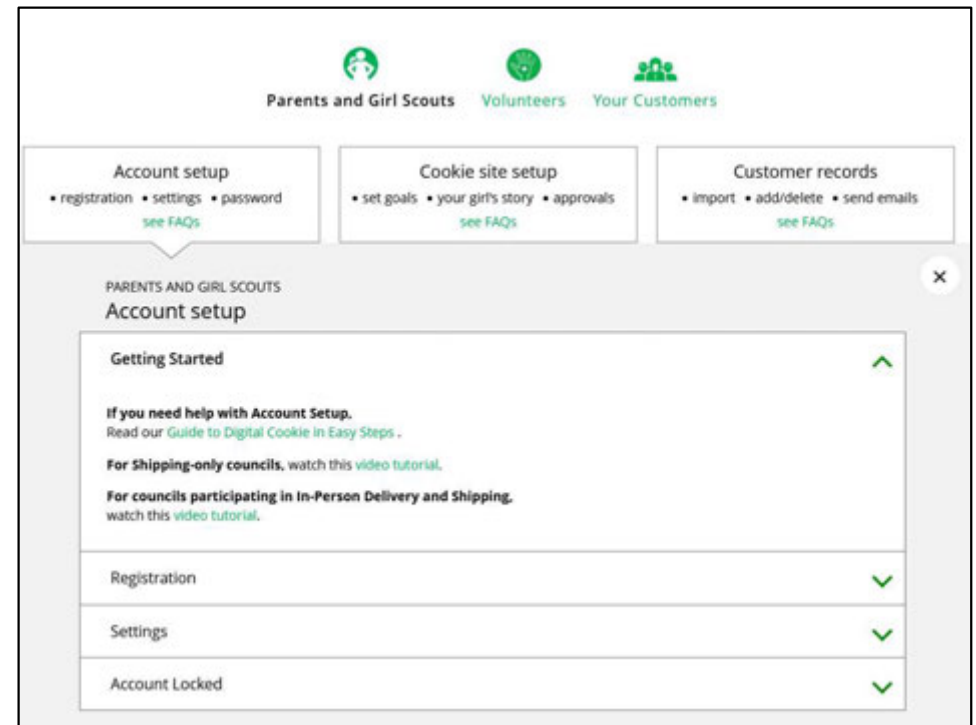 Parents and Girl Scouts Volunteers Your Customers
Account setup
• registration • settings • password
see FAQs
Cookie site setup
• set goals • your girl's story • approvals
see FAQs
Customer records
• import • add/delete • send emails
see FAQs
PARENTS AND GIRL SCOUTS
Account setup
Getting Started
If you need help with Account Setup,
Read our Guide to Digital Cookie in Easy Steps .
For Shipping-only councils, watch this video tutorial.
For councils participating in In-Person Delivery and Shipping,
watch this video tutorial.
Registration
Settings
Account Locked